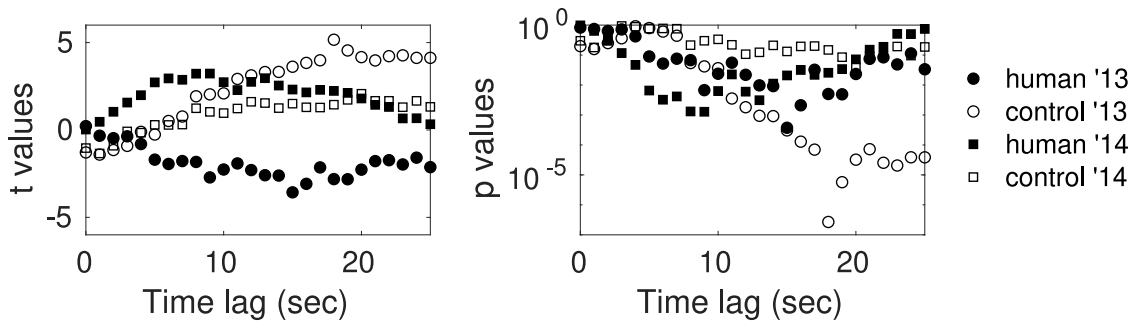 5
0
-5
t values
0
10
20
Time lag (sec)
10^0
10^-5
p values
0
10
20
Time lag (sec)
human '13
control '13
human '14
control '14